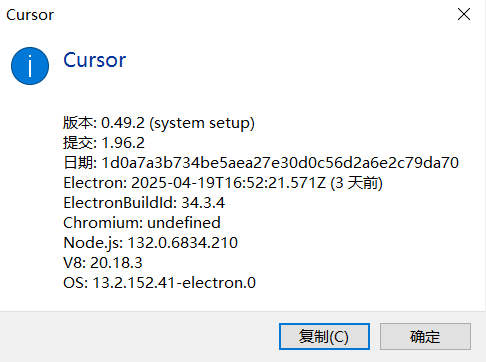 Cursor
Cursor
版本: 0.49.2 (system setup)
提交: 1.96.2
日期: 1d0a7a3b734be5aea27e30d0c56d2a6e2c79da70
Electron: 2025-04-19T16:52:21.571Z (3 天前)
ElectronBuildId: 34.3.4
Chromium: undefined
Node.js: 132.0.6834.210
V8: 20.18.3
OS: 13.2.152.41-electron.0
复制(C)
确定